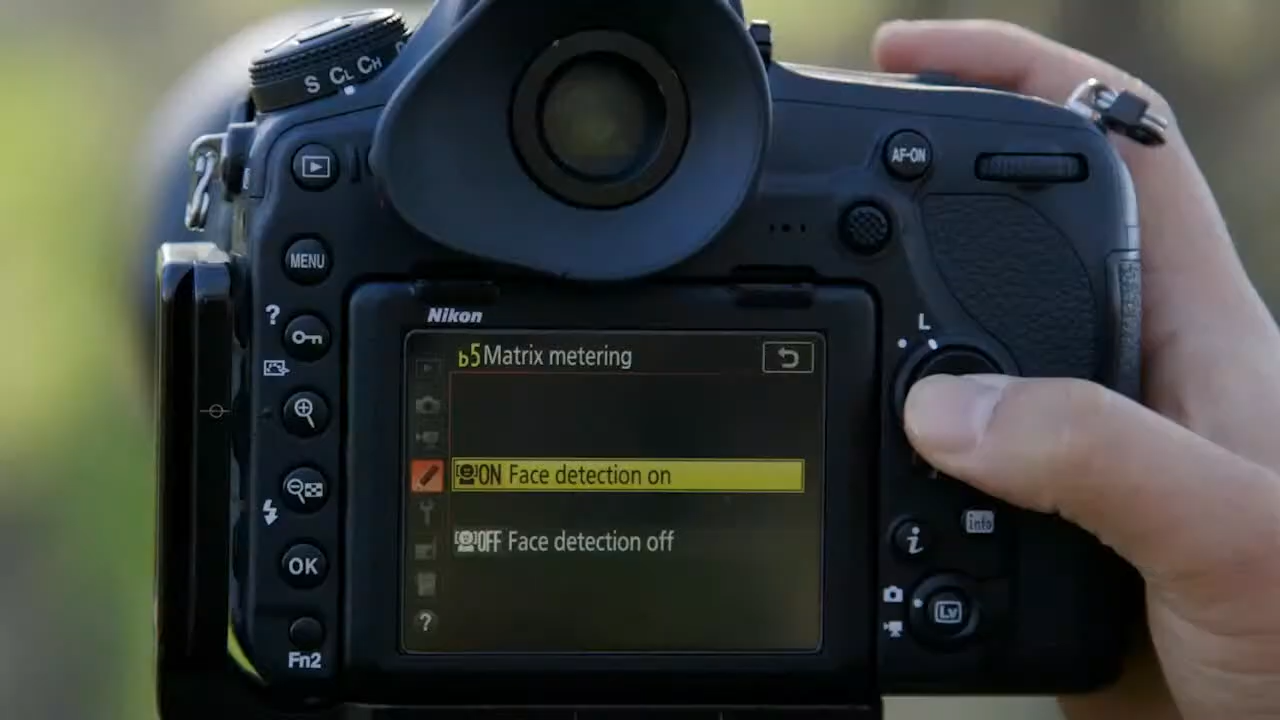 S CL CH
AF-ON
MENU
?
L
Nikon
b5 Matrix metering
ON Face detection on
OFF Face detection off
?
info
i
OK
Lv
Fn2